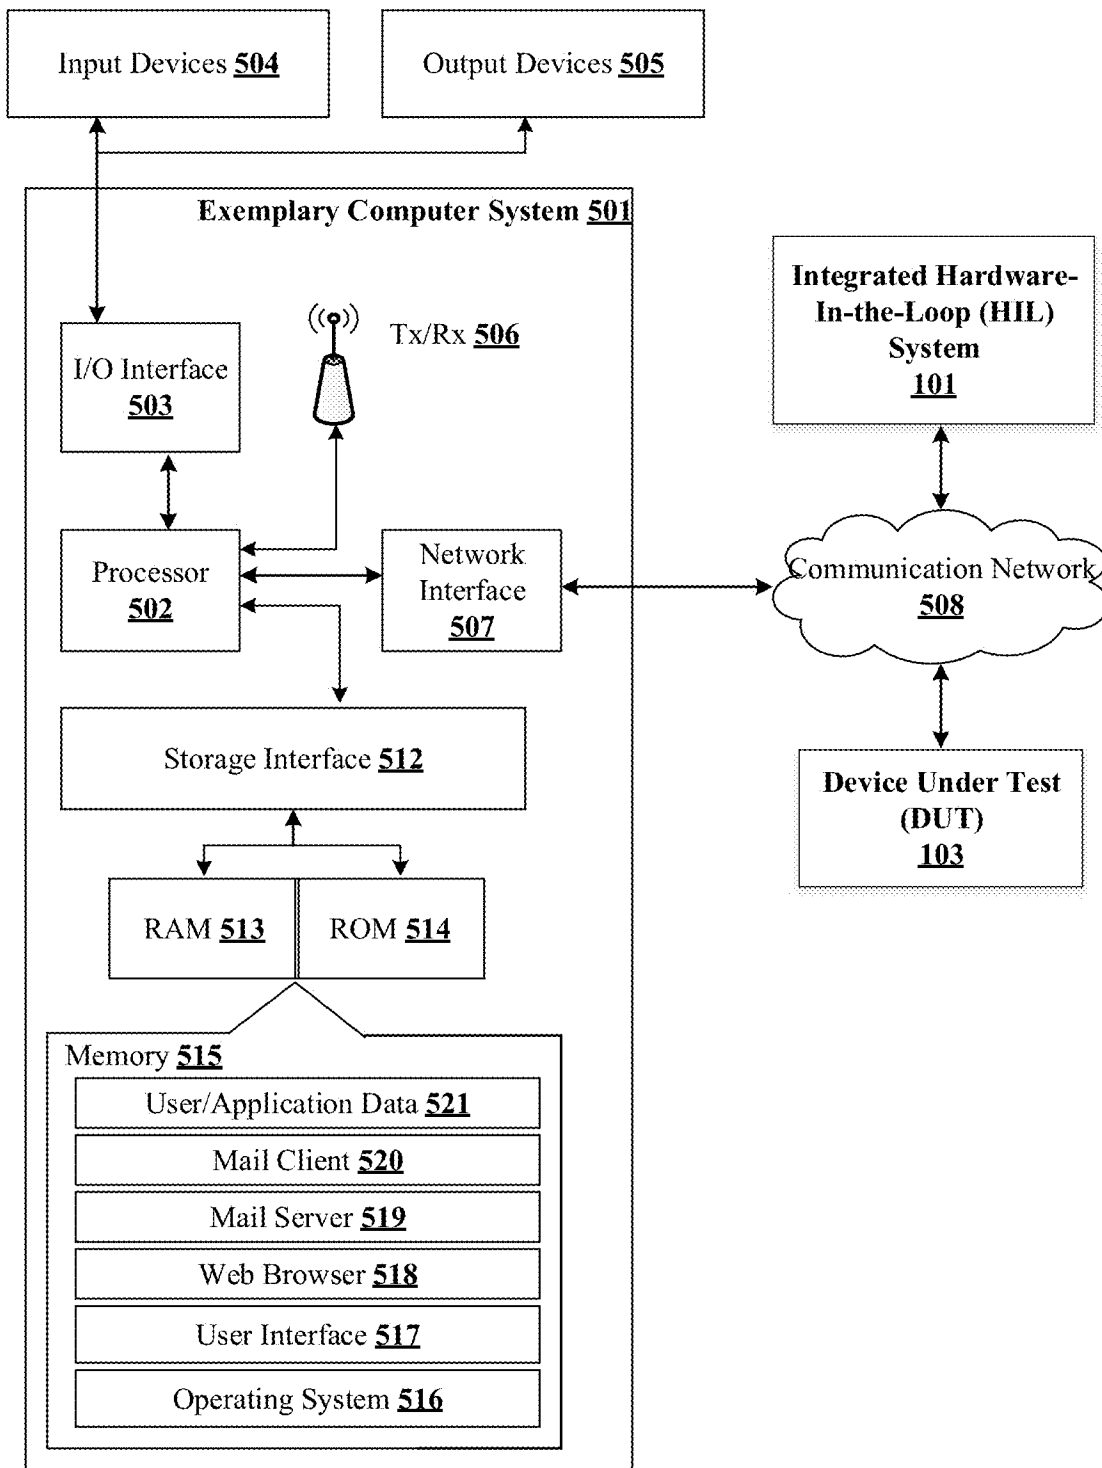 Input Devices 504
Output Devices 505
Exemplary Computer System 501
I/O Interface
503
Tx/Rx 506
Integrated Hardware-
In-the-Loop (HIL)
System
101
Processor
502
Network
Interface
507
Communication Network
508
Storage Interface 512
Device Under Test
(DUT)
103
RAM 513
ROM 514
Memory 515
User/Application Data 521
Mail Client 520
Mail Server 519
Web Browser 518
User Interface 517
Operating System 516